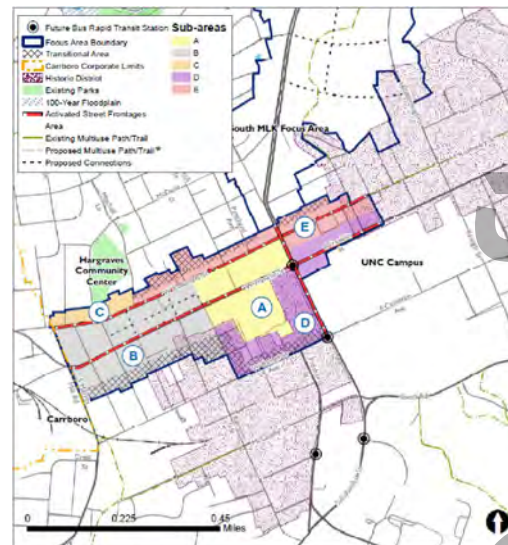 Future Bus Rapid Transit Station
Focus Area Boundary
Transitional Area
Carrboro Corporate Limits
Historic District
Existing Parks
100-Year Floodplain
Activated Street Frontages
Area
Existing Multiuse Path/Trail
Proposed Multiuse Path/Trail
Proposed Connections
Sub-areas
A
B
C
D
E
South MLK Focus Area
Hargraves
Community
Center
UNC Campus
E
C
A
B
D
Carrboro
0
0.225
0.45
Miles